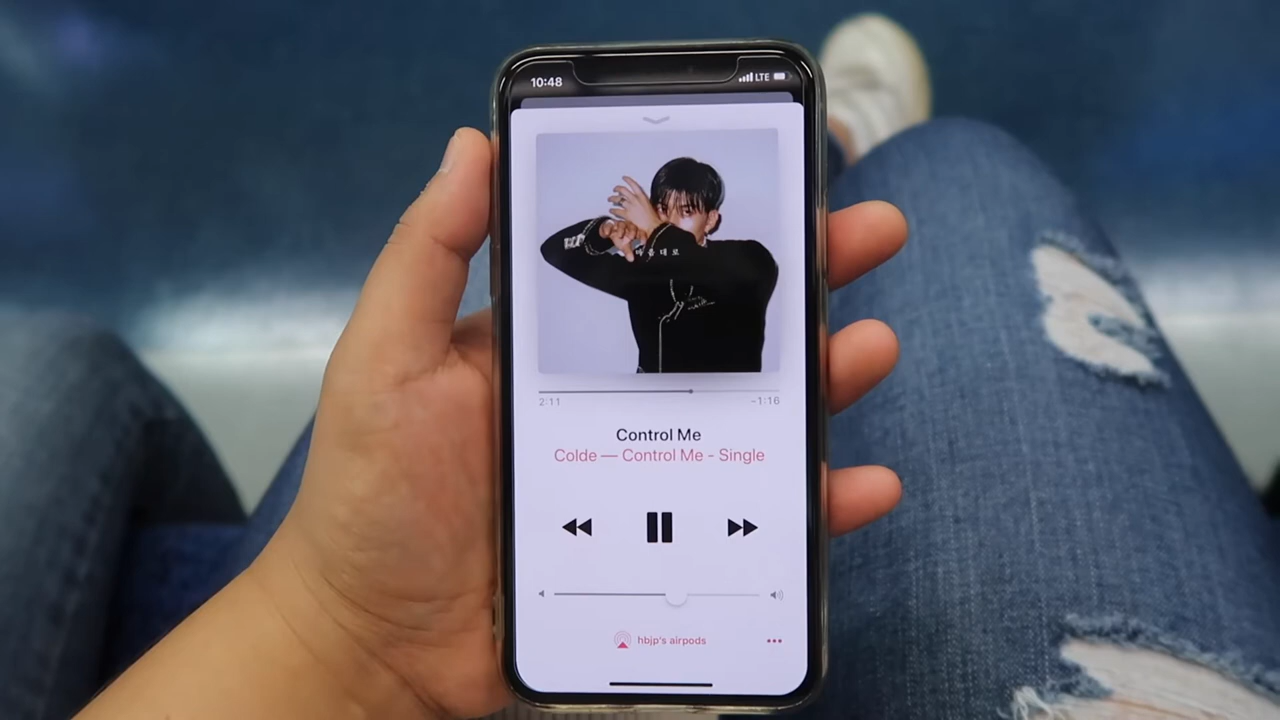 10:48
LTE
2:11
-1:16
Control Me
Colde — Control Me - Single
hbjp's airpods